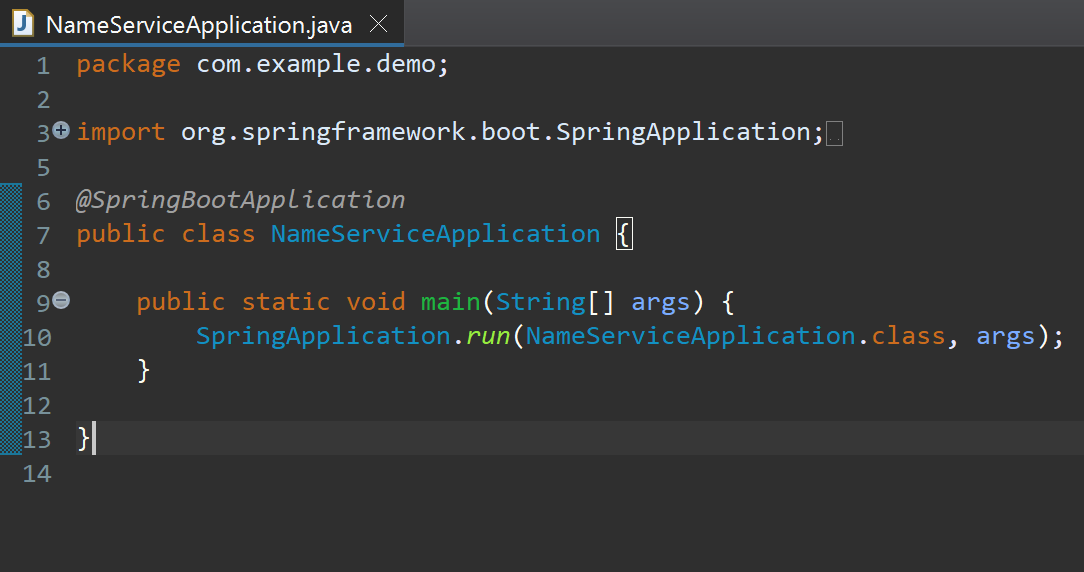 NameServiceApplication.java
1 package com.example.demo;
2
3 import org.springframework.boot.SpringApplication;
5
6 @SpringBootApplication
7 public class NameServiceApplication {
8
9 public static void main(String[] args) {
10 SpringApplication.run(NameServiceApplication.class, args);
11 }
12
13 }
14